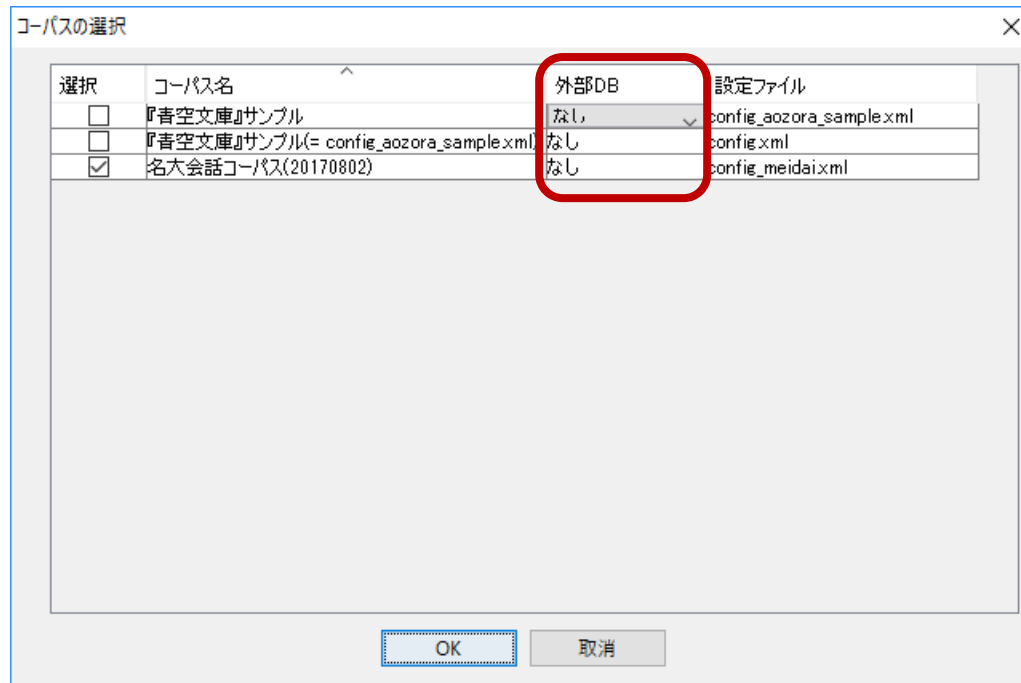 コーパスの選択
選択 コーパス名 外部DB 設定ファイル
『青空文庫』サンプル なし config_aozora_sample.xml
『青空文庫』サンプル(= config_aozora_sample.xml) なし config.xml
名大会話コーパス(20170802) なし config_meidai.xml
OK 取消